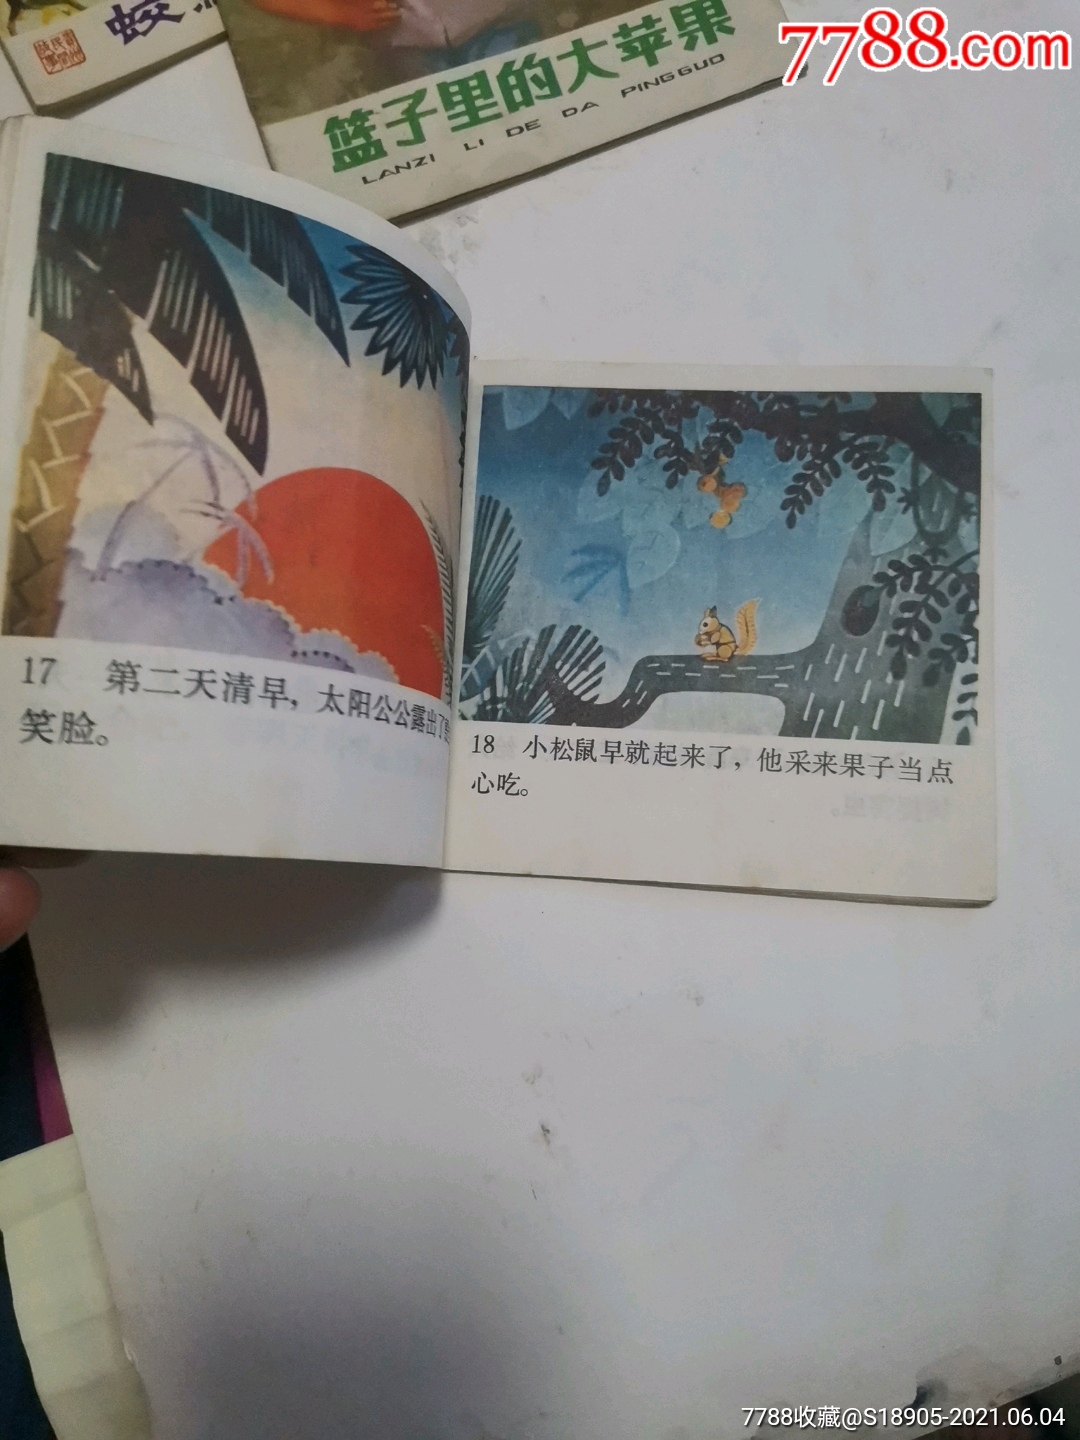 7788.com
蛟
篮子里的大苹果
LANZI LI DE DA PINGGUO
17 第二天清早，太阳公公露出了
笑脸。
18 小松鼠早就起来了，他采来果子当点
心吃。
7788收藏@S18905-2021.06.04